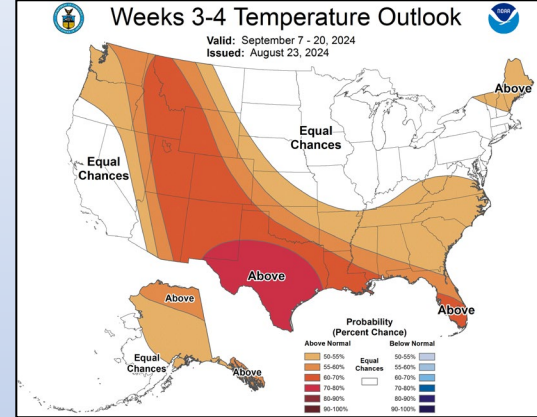 Weeks 3-4 Temperature Outlook
Valid: September 7 - 20, 2024
Issued: August 23, 2024
NOAA
Above
Equal
Chances
Equal
Chances
Above
Above
Above
Equal
Chances
Above
Probability
(Percent Chance)
Above Normal
Below Normal
50-55%
55-60%
60-70%
70-80%
80-90%
90-100%
Equal
Chances
50-55%
55-60%
60-70%
70-80%
80-90%
90-100%